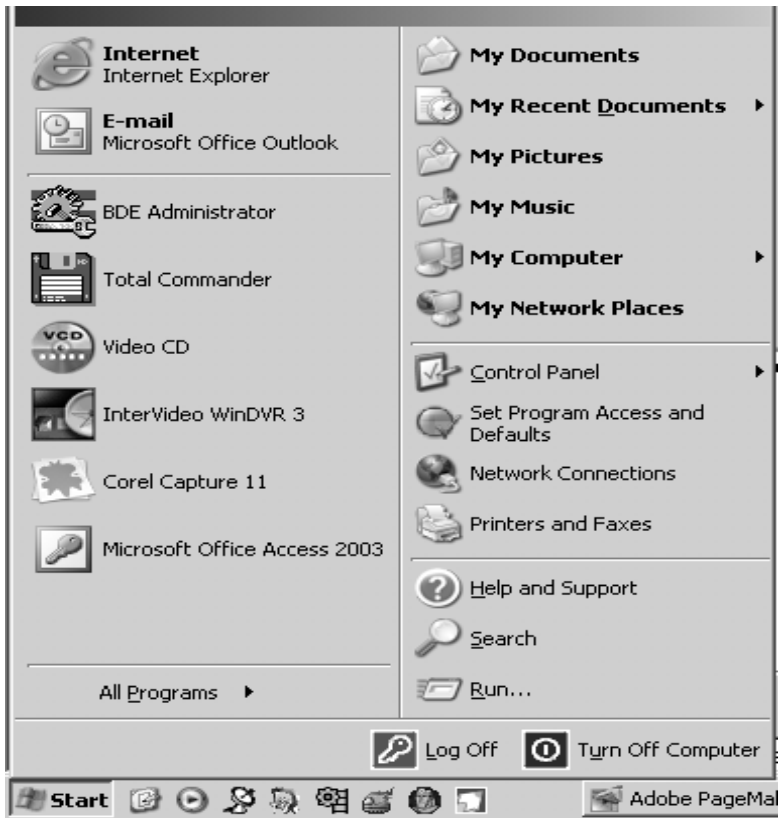 Internet
Internet Explorer
E-mail
Microsoft Office Outlook
BDE Administrator
Total Commander
VCD
Video CD
InterVideo WinDVR 3
Corel Capture 11
Microsoft Office Access 2003
All Programs
My Documents
My Recent Documents
My Pictures
My Music
My Computer
My Network Places
Control Panel
Set Program Access and
Defaults
Network Connections
Printers and Faxes
Help and Support
Search
Run...
Log Off
Turn Off Computer
Start
Adobe PageMa